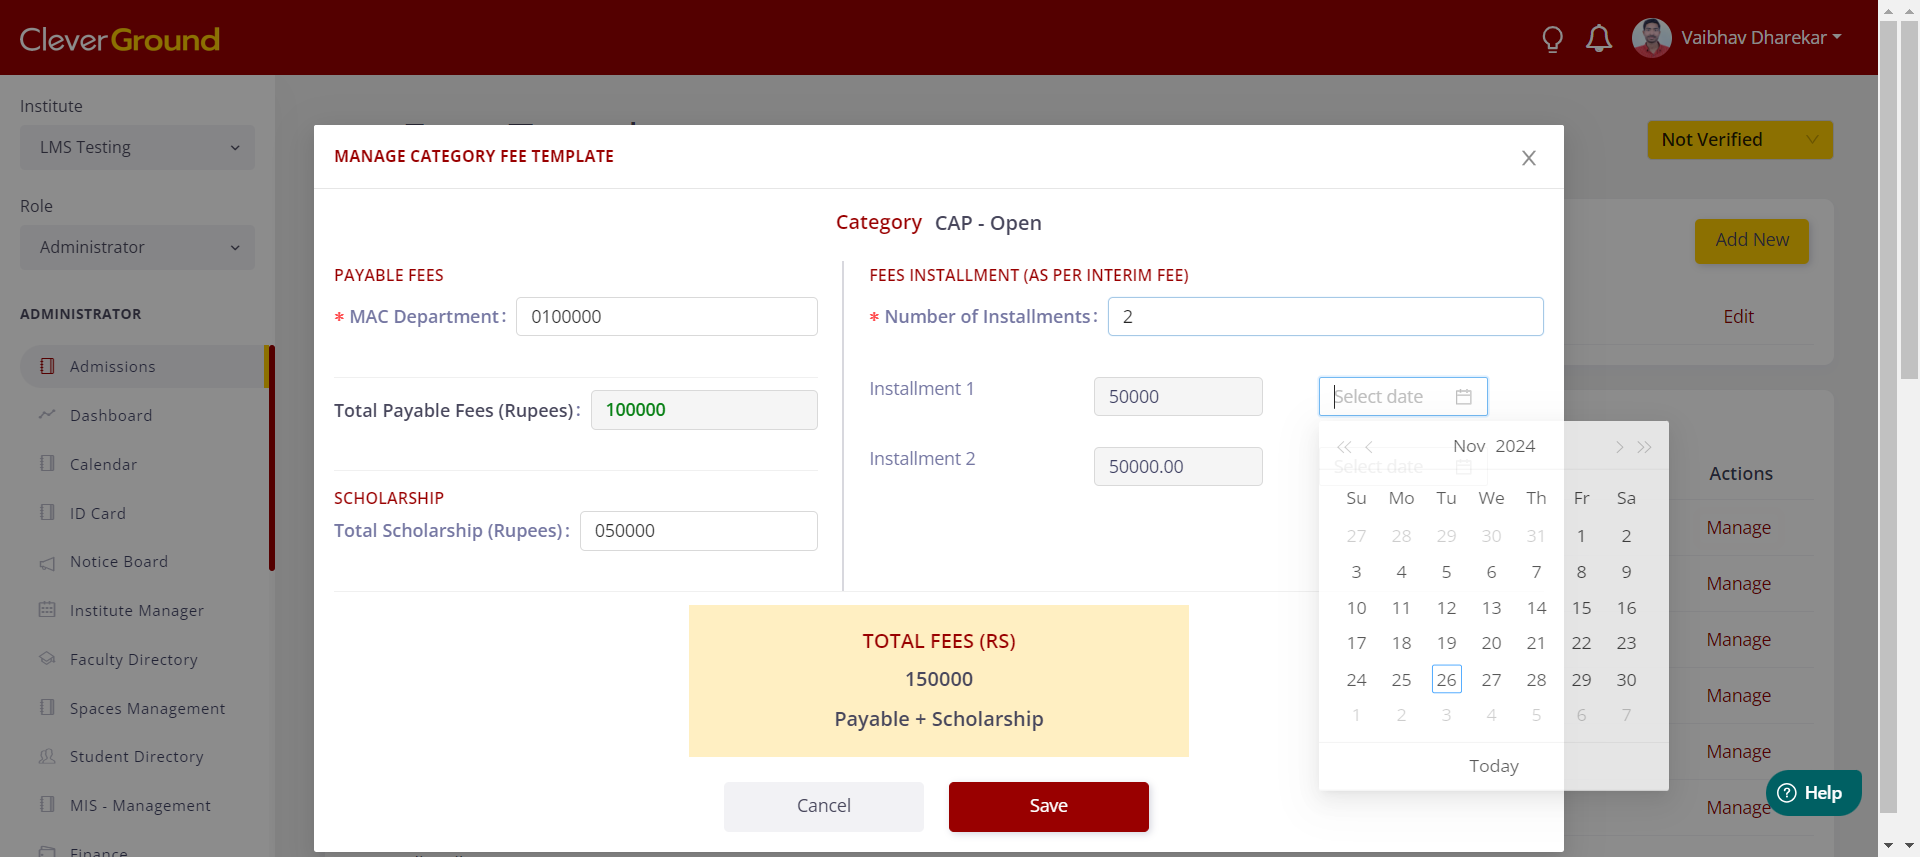 CleverGround
Vaibhav Dharekar
Institute
LMS Testing
Role
Administrator
ADMINISTRATOR
Admissions
Dashboard
Calendar
ID Card
Notice Board
Institute Manager
Faculty Directory
Spaces Management
Student Directory
MIS - Management
Finance
Not Verified
Add New
Edit
Actions
Manage
Manage
Manage
Manage
Manage
Manage
MANAGE CATEGORY FEE TEMPLATE
Category CAP - Open
PAYABLE FEES
* MAC Department : 0100000
Total Payable Fees (Rupees) : 100000
SCHOLARSHIP
Total Scholarship (Rupees) : 050000
FEES INSTALLMENT (AS PER INTERIM FEE)
* Number of Installments : 2
Installment 1 50000 Select date
Installment 2 50000.00 Select date
Nov 2024
Su Mo Tu We Th Fr Sa
27 28 29 30 31 1 2
3 4 5 6 7 8 9
10 11 12 13 14 15 16
17 18 19 20 21 22 23
24 25 26 27 28 29 30
1 2 3 4 5 6 7
Today
TOTAL FEES (RS)
150000
Payable + Scholarship
Cancel Save
Help